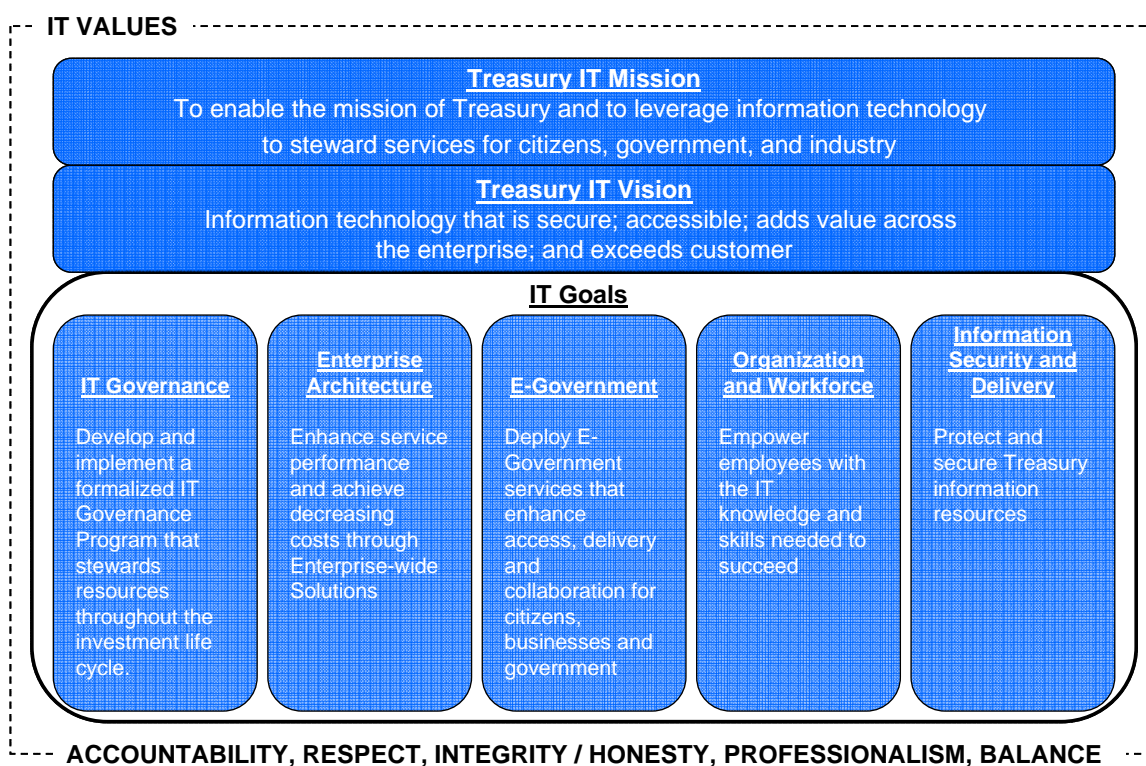 IT VALUES
Treasury IT Mission
To enable the mission of Treasury and to leverage information technology
to steward services for citizens, government, and industry
Treasury IT Vision
Information technology that is secure; accessible; adds value across
the enterprise; and exceeds customer
IT Goals
IT Governance
Develop and
implement a
formalized IT
Governance
Program that
stewards
resources
throughout the
investment life
cycle.
Enterprise
Architecture
Enhance service
performance
and achieve
decreasing
costs through
Enterprise-wide
Solutions
E-Government
Deploy E-
Government
services that
enhance
access, delivery
and
collaboration for
citizens,
businesses and
government
Organization
and Workforce
Empower
employees with
the IT
knowledge and
skills needed to
succeed
Information
Security and
Delivery
Protect and
secure Treasury
information
resources
ACCOUNTABILITY, RESPECT, INTEGRITY / HONESTY, PROFESSIONALISM, BALANCE